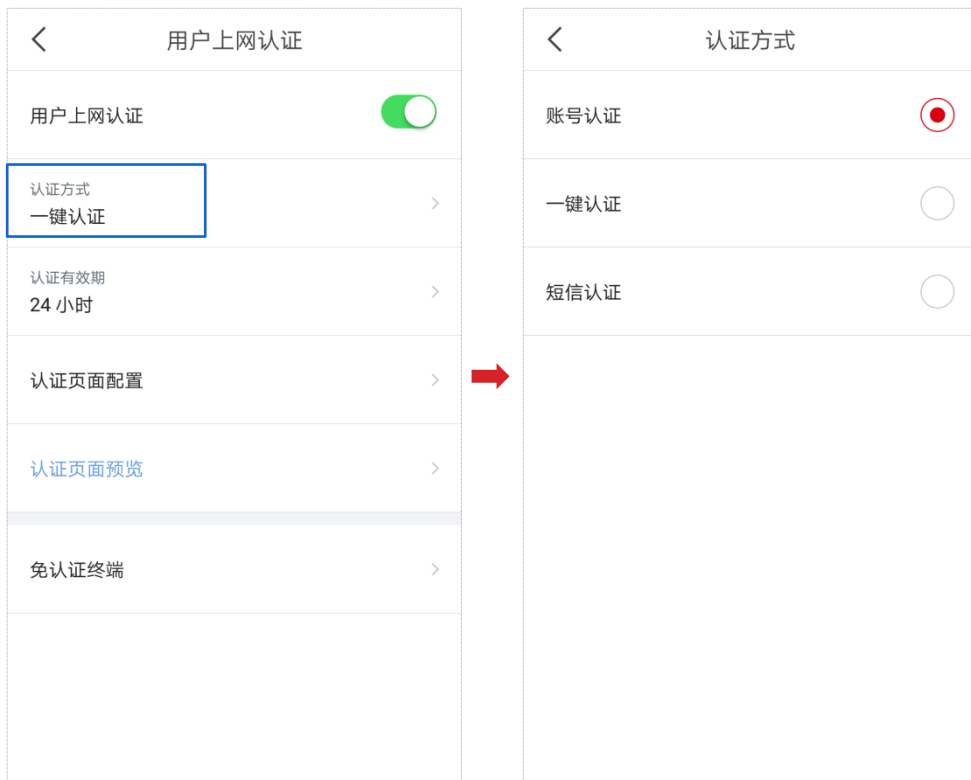 用户上网认证
用户上网认证
认证方式
一键认证
认证有效期
24 小时
认证页面配置
认证页面预览
免认证终端
认证方式
账号认证
一键认证
短信认证